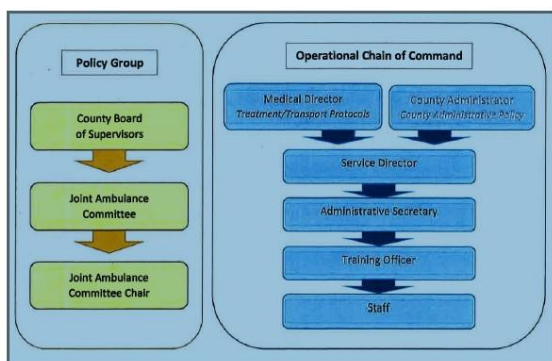 Policy Group
County Board
of Supervisors
Joint Ambulance
Committee
Joint Ambulance
Committee Chair
Operational Chain of Command
Medical Director
Treatment/Transport Protocols
County Administrator
County Administrative Policy
Service Director
Administrative Secretary
Training Officer
Staff